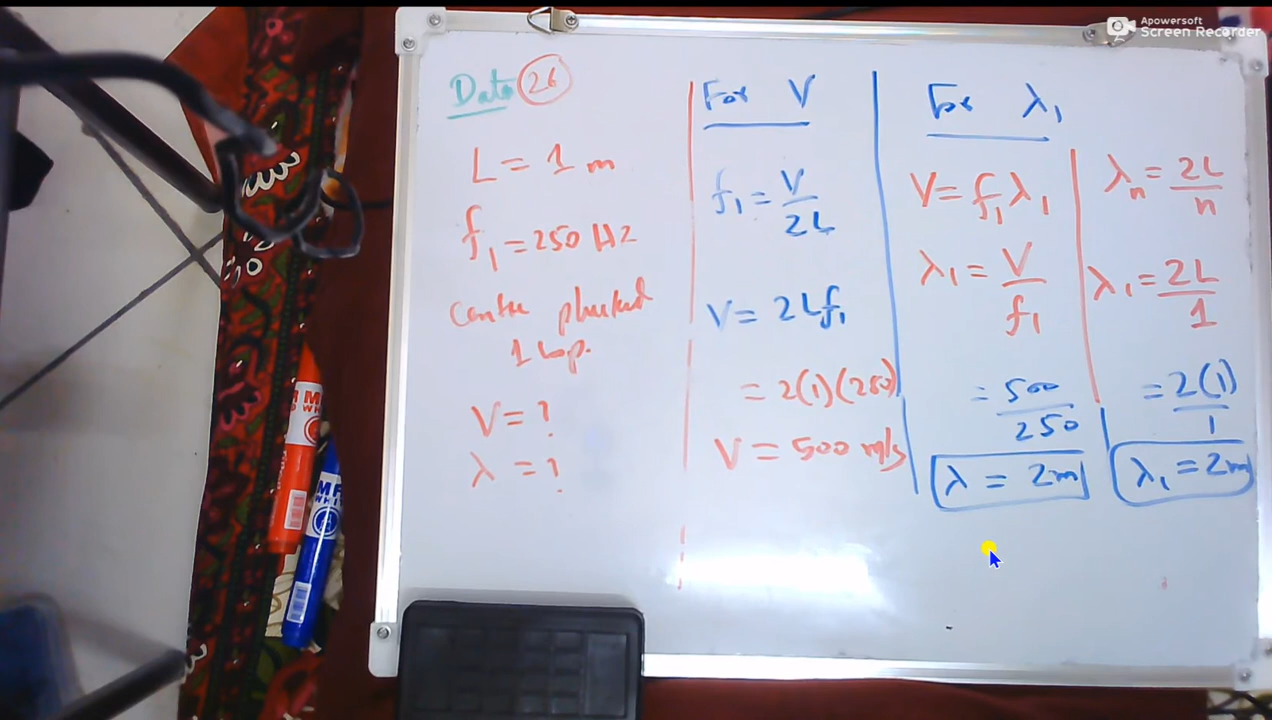 Apowersoft
Screen Recorder
Data 26
L = 1 m
f₁ = 250 Hz
centre plucked
1 loop.
V = ?
λ = ?
For V
f₁ = V/2L
V = 2Lf₁
= 2(1)(250)
V = 500 m/s
For λ₁
V = f₁λ₁
λ₁ = V/f₁
= 500/250
λ = 2m
λn = 2L/n
λ₁ = 2L/1
= 2(1)/1
λ₁ = 2m